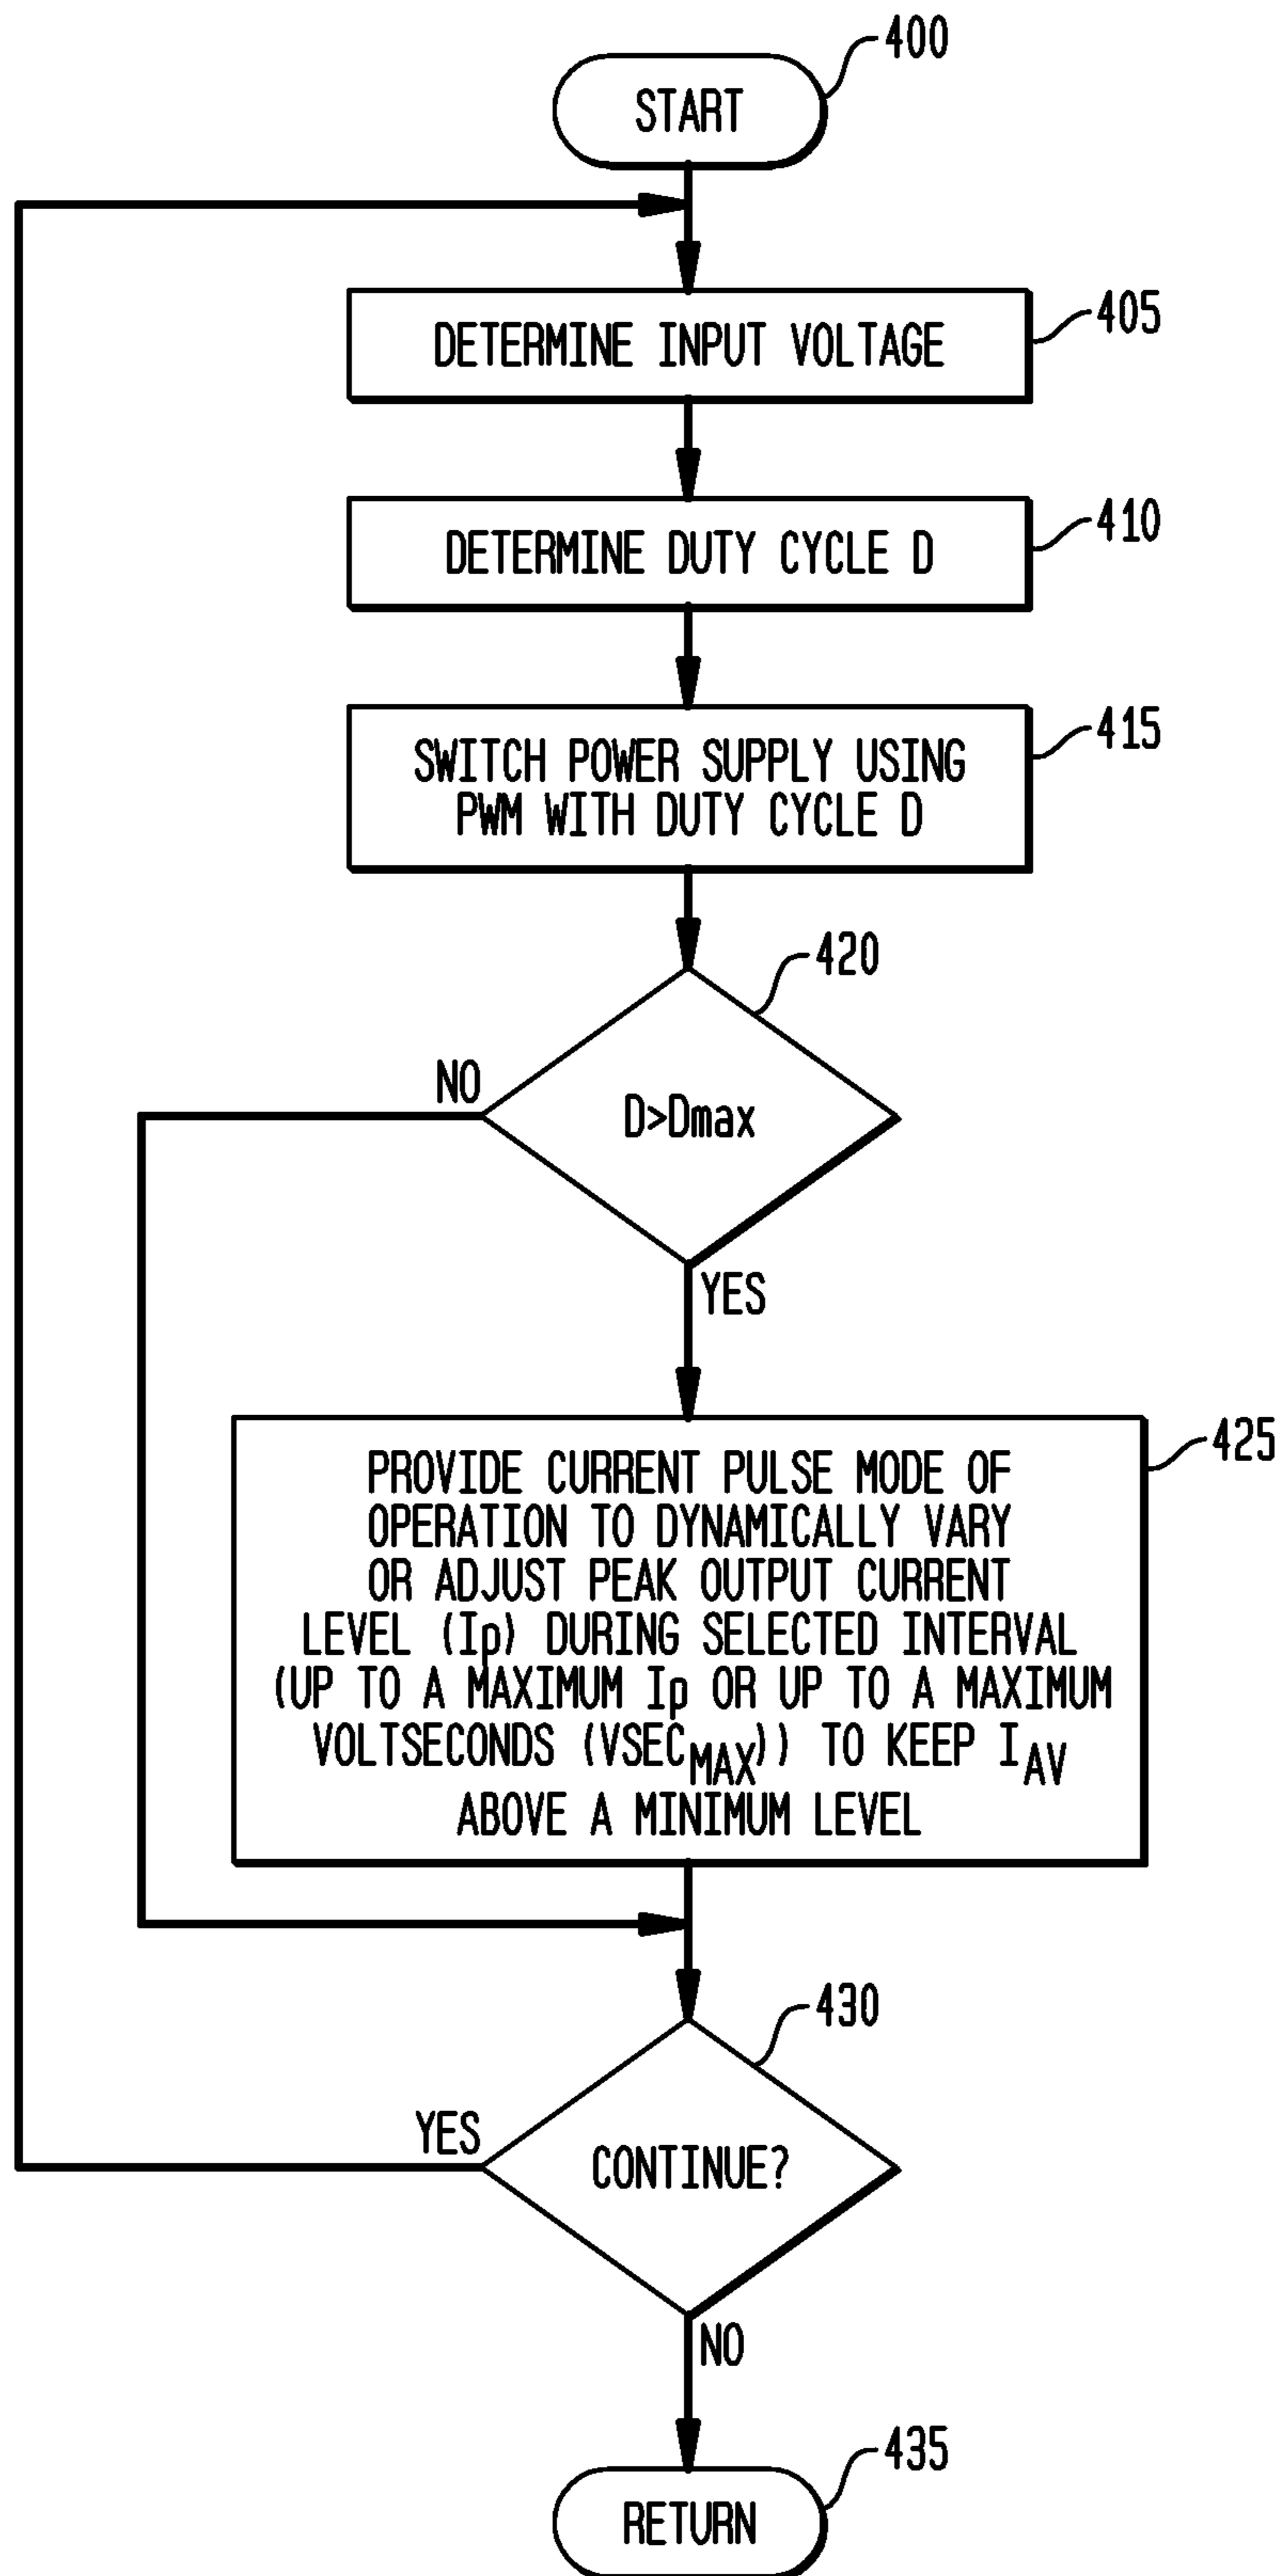 400
START
405
DETERMINE INPUT VOLTAGE
410
DETERMINE DUTY CYCLE D
415
SWITCH POWER SUPPLY USING
PWM WITH DUTY CYCLE D
420
NO
D>Dmax
YES
425
PROVIDE CURRENT PULSE MODE OF
OPERATION TO DYNAMICALLY VARY
OR ADJUST PEAK OUTPUT CURRENT
LEVEL (Ip) DURING SELECTED INTERVAL
(UP TO A MAXIMUM Ip OR UP TO A MAXIMUM
VOLTSECONDS (VSEC_MAX)) TO KEEP I_AV
ABOVE A MINIMUM LEVEL
430
YES
CONTINUE?
NO
435
RETURN